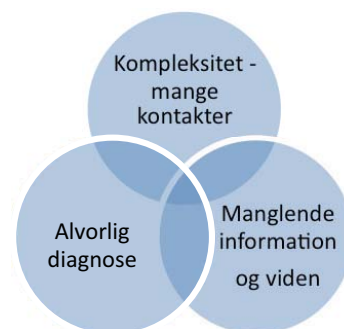 Kompleksitet -
mange
kontakter
Alvorlig
diagnose
Manglende
information
og viden